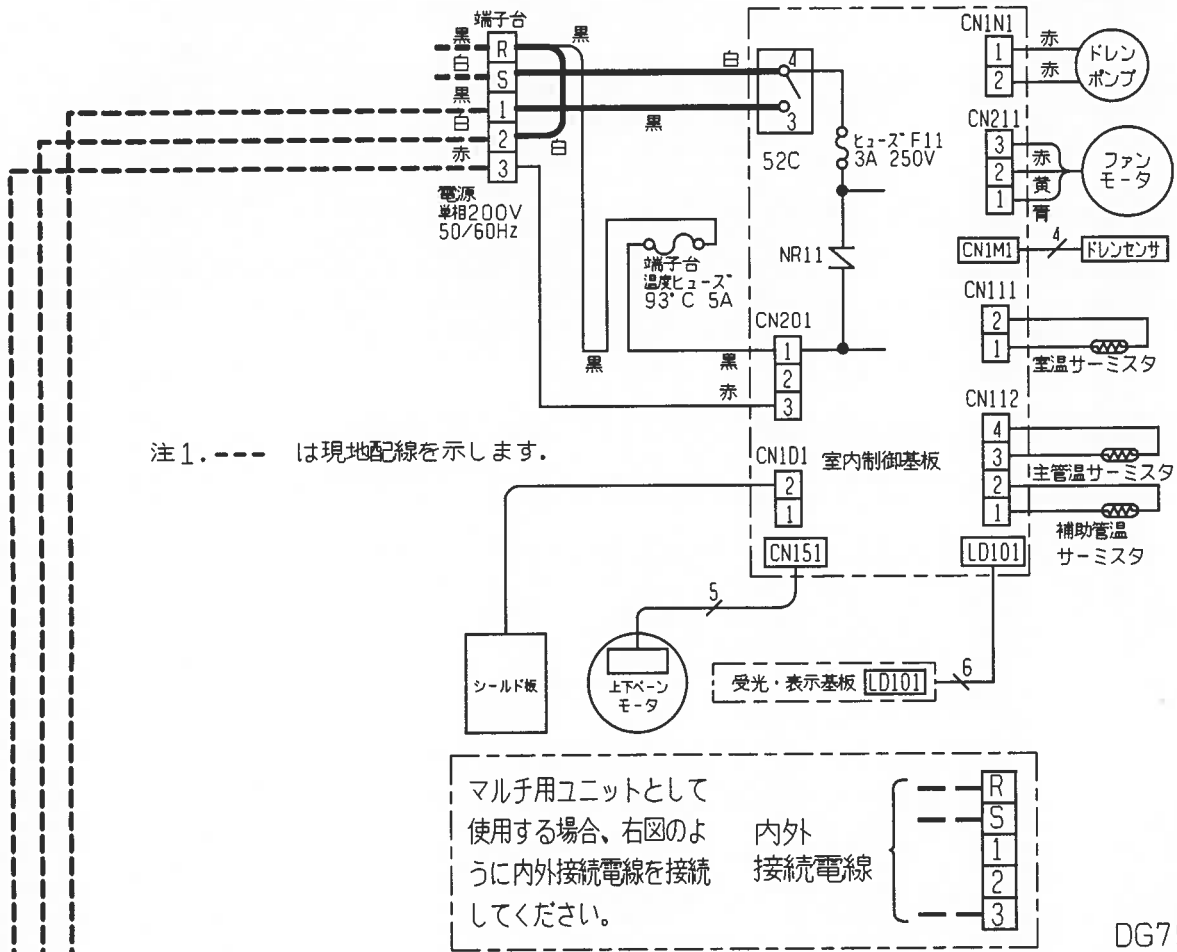 端子台
黒
R
白
S
黒
1
白
2
赤
3
黒
白
電源
単相200V
50/60Hz
白
黒
4
3
52C
ヒューズF11
3A 250V
NR11
端子台
温度ヒューズ
93°C 5A
黒
CN201
黒
1
2
赤
3
注1.--- は現地配線を示します.
CN1D1
2
1
室内制御基板
CN151
LD101
CN1N1
1
赤
2
赤
ドレン
ポンプ
CN211
3
赤
2
黄
1
青
ファン
モータ
CN1M1
4
ドレンセンサ
CN111
2
1
室温サーミスタ
CN112
4
3
主管温サーミスタ
2
1
補助管温
サーミスタ
シールド板
5
上下ベーン
モータ
受光・表示基板 LD101
6
マルチ用ユニットとして
使用する場合、右図のよ
うに内外接続電線を接続
してください。
内外
接続電線
R
S
1
2
3
DG7